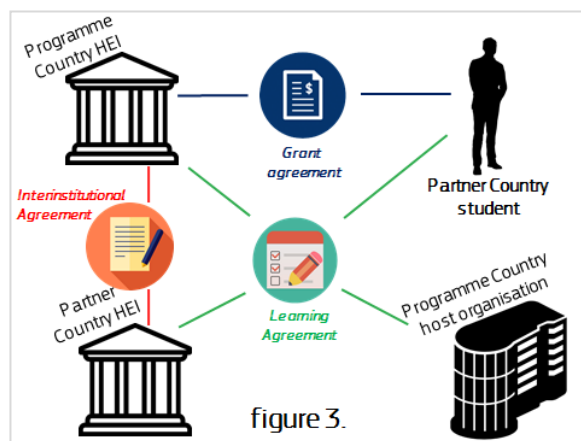 Programme
Country HEI
$
Grant
agreement
Partner Country
student
Interinstitutional
Agreement
Partner
Country HEI
Learning
Agreement
Programme Country
host organisation
figure 3.